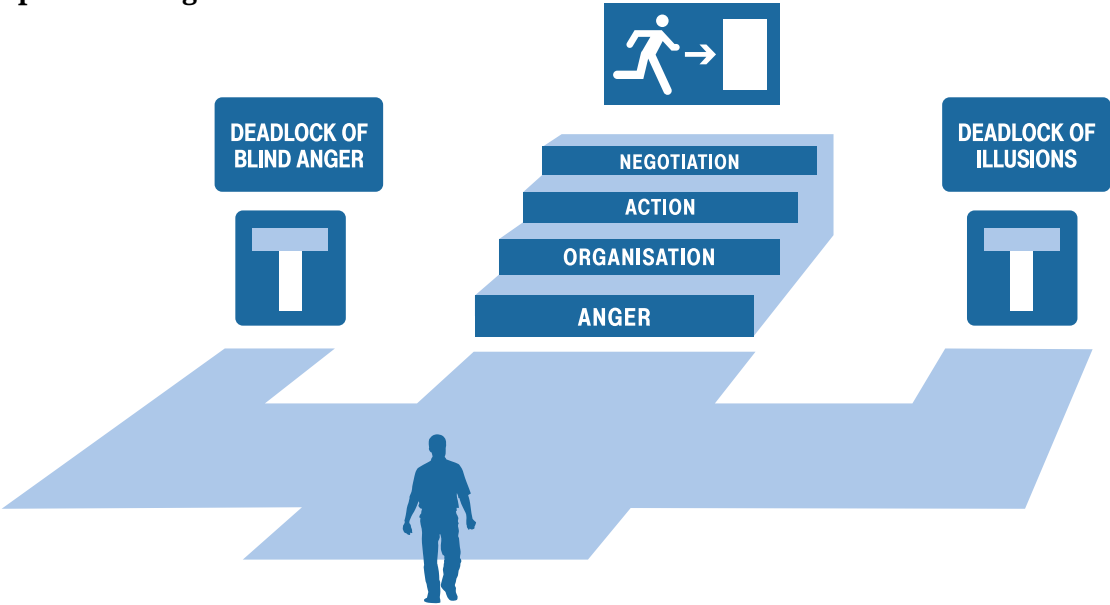 DEADLOCK OF
BLIND ANGER
NEGOTIATION
ACTION
ORGANISATION
ANGER
DEADLOCK OF
ILLUSIONS